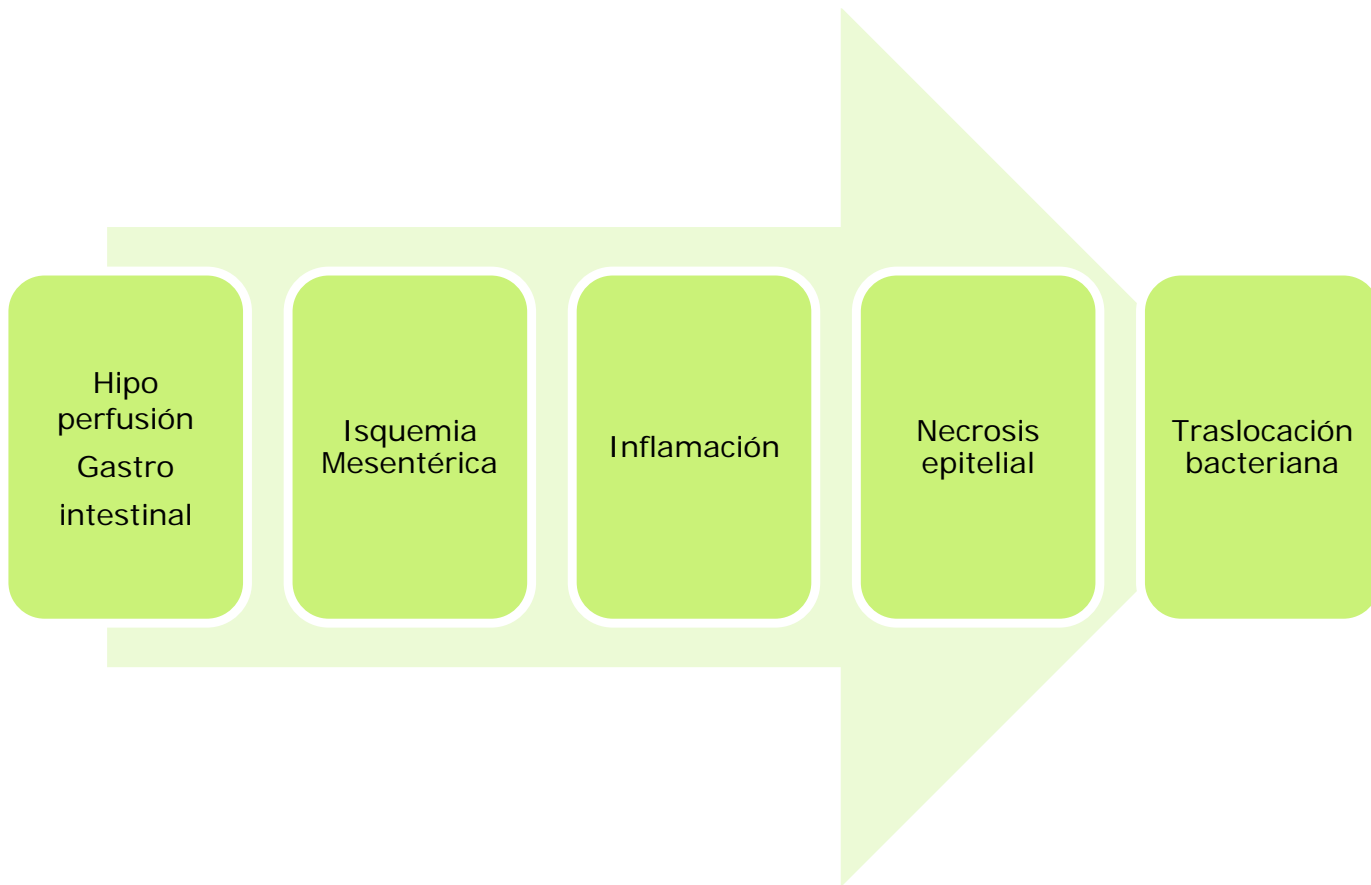 Hipo
perfusión
Gastro
intestinal
Isquemia
Mesentérica
Inflamación
Necrosis
epitelial
Traslocación
bacteriana